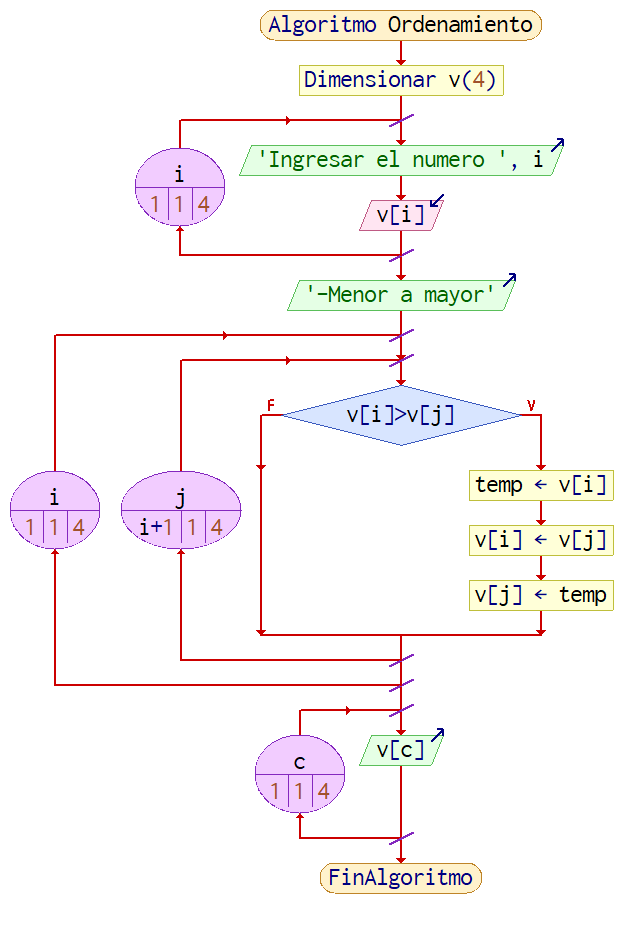 Algoritmo Ordenamiento
Dimensionar v(4)
i
1 1 4
'Ingresar el numero ', i
v[i]
'-Menor a mayor'
F
V
v[i]>v[j]
i
1 1 4
j
i+1 1 4
temp ← v[i]
v[i] ← v[j]
v[j] ← temp
c
1 1 4
v[c]
FinAlgoritmo